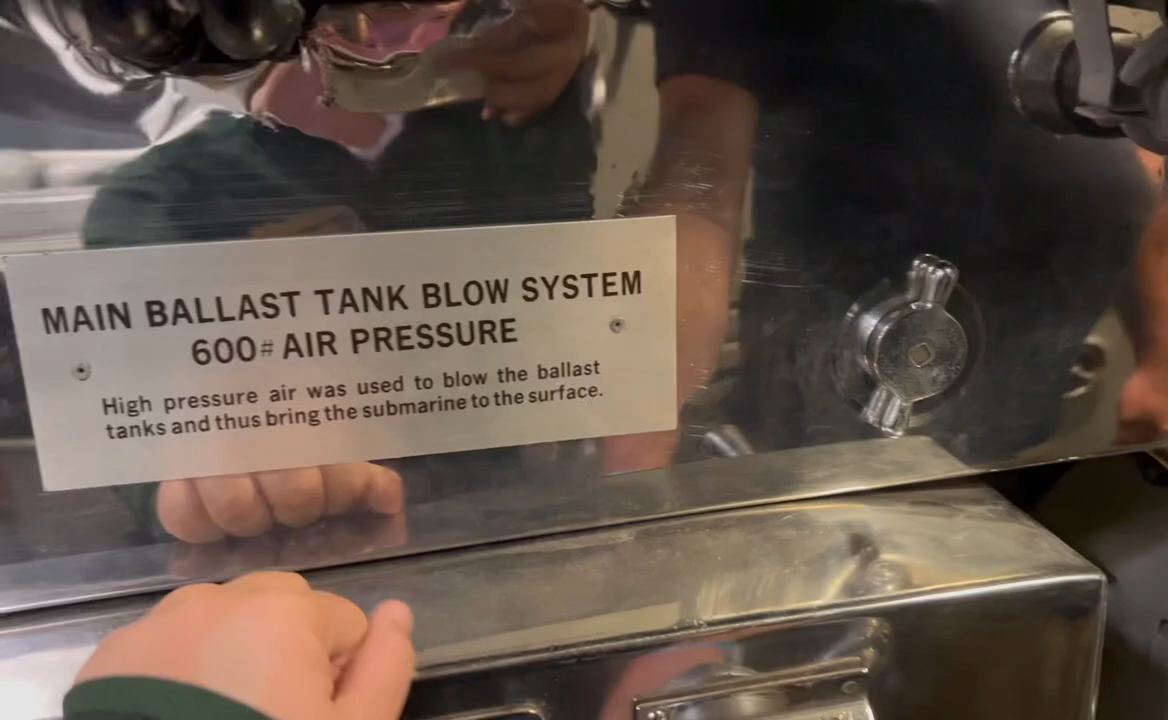 MAIN BALLAST TANK BLOW SYSTEM
600# AIR PRESSURE
High pressure air was used to blow the ballast
tanks and thus bring the submarine to the surface.